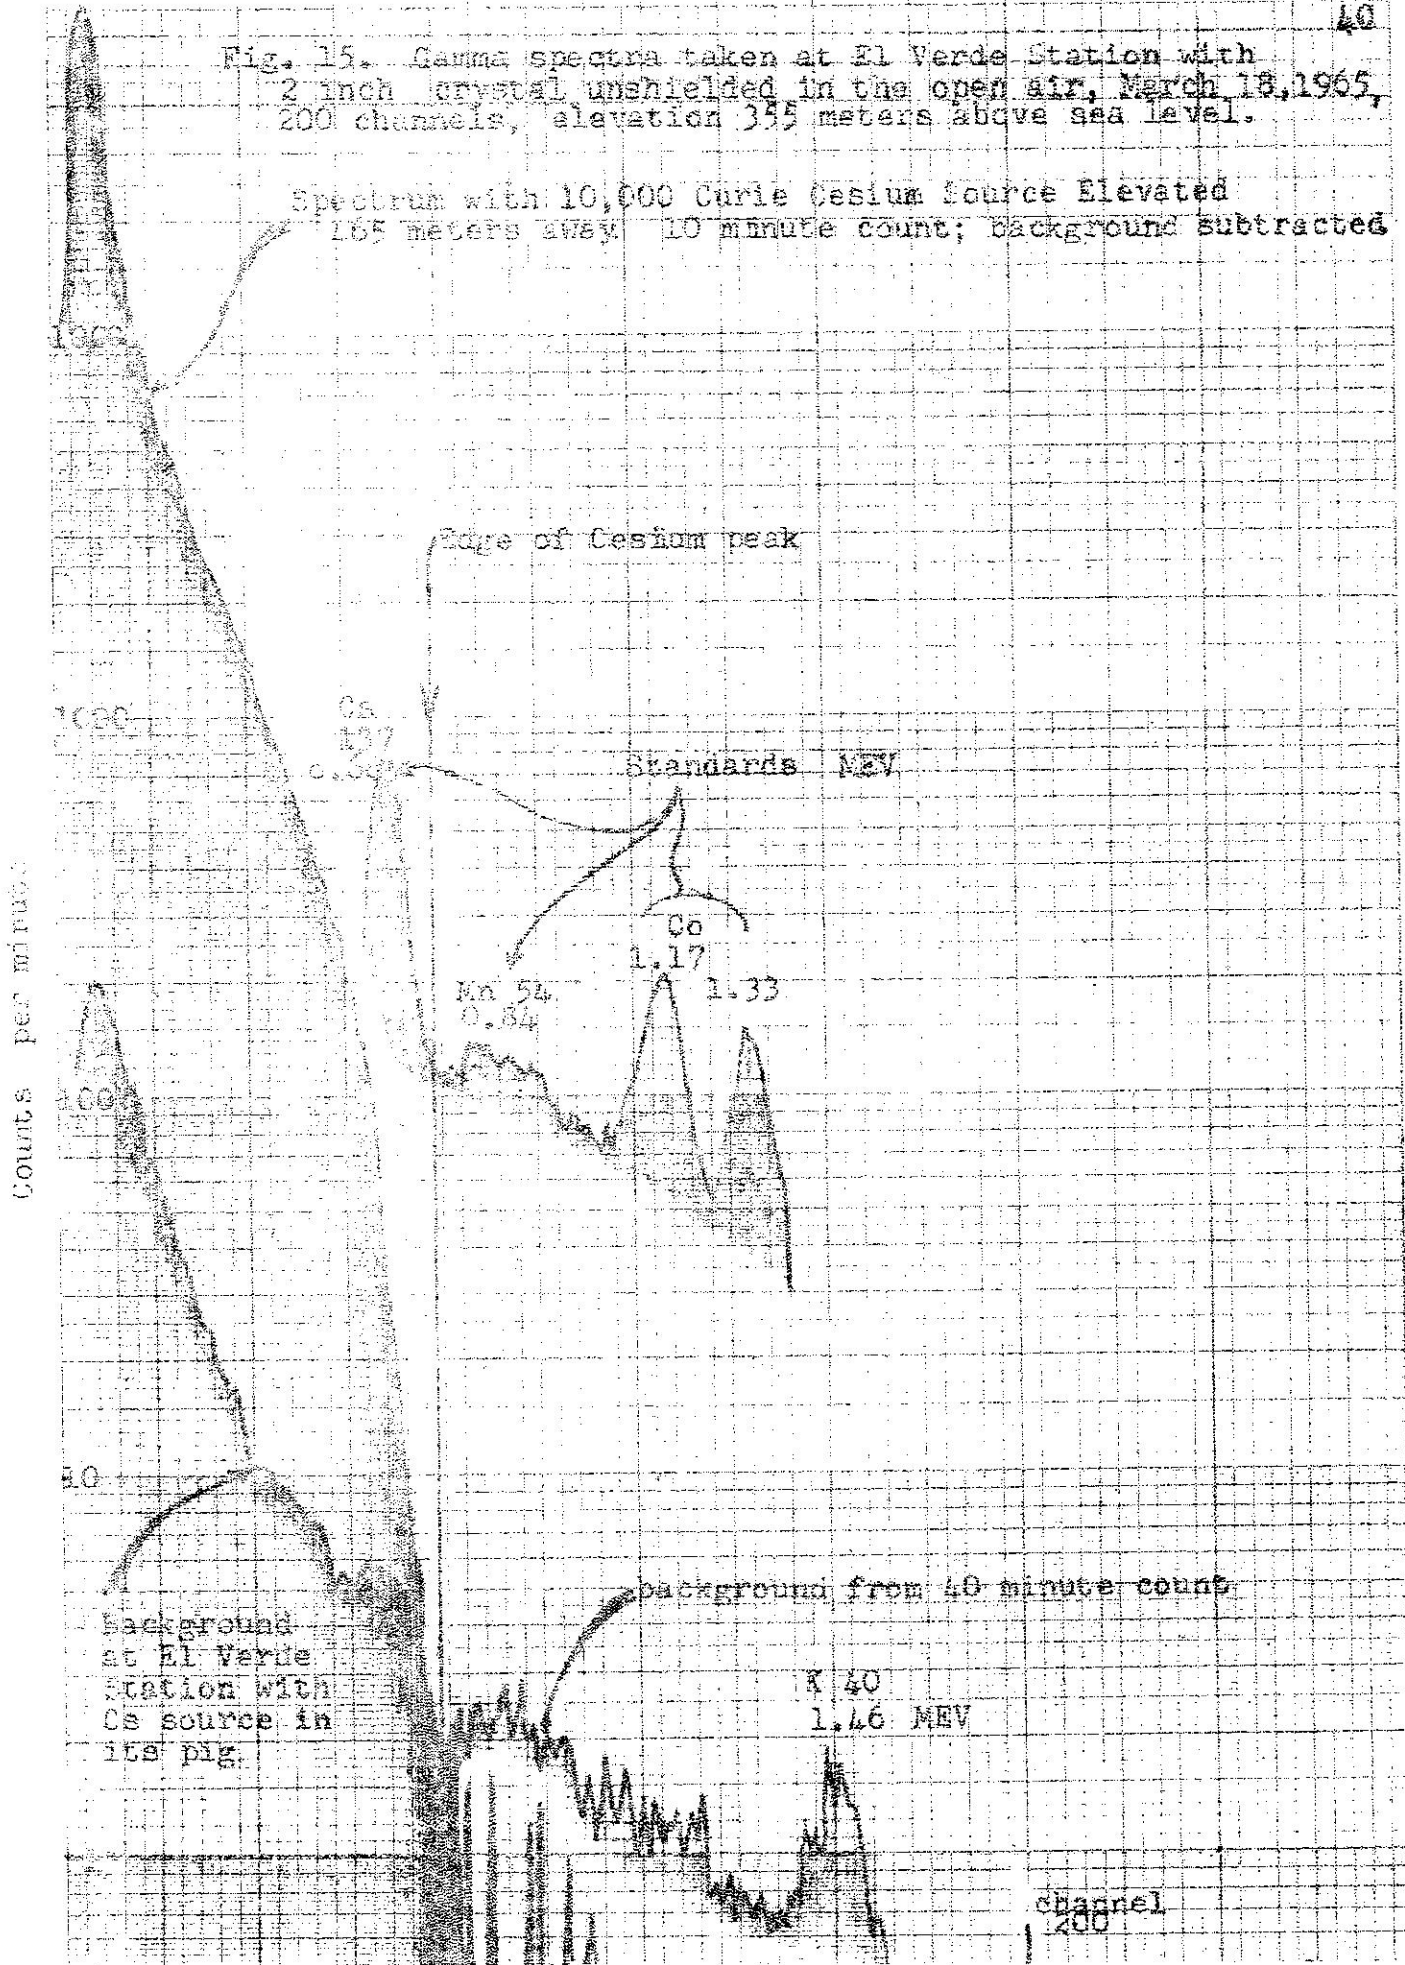 40
Fig. 15. Gamma spectra taken at El Verde Station with
2 inch crystal unshielded in the open air, March 18,1965,
200 channels, elevation 355 meters above sea level.
Spectrum with 10,000 Curie Cesium Source Elevated
165 meters away 10 minute count; background subtracted
Edge of Cesium peak
1000
Cs
137
Standards MEV
Co
1.17
1.33
Mn 54
0.84
100
Counts per minute
10
background from 40 minute count
Background
at El Verde
Station with
Cs source in
its pig.
K 40
1.46 MEV
channel
200